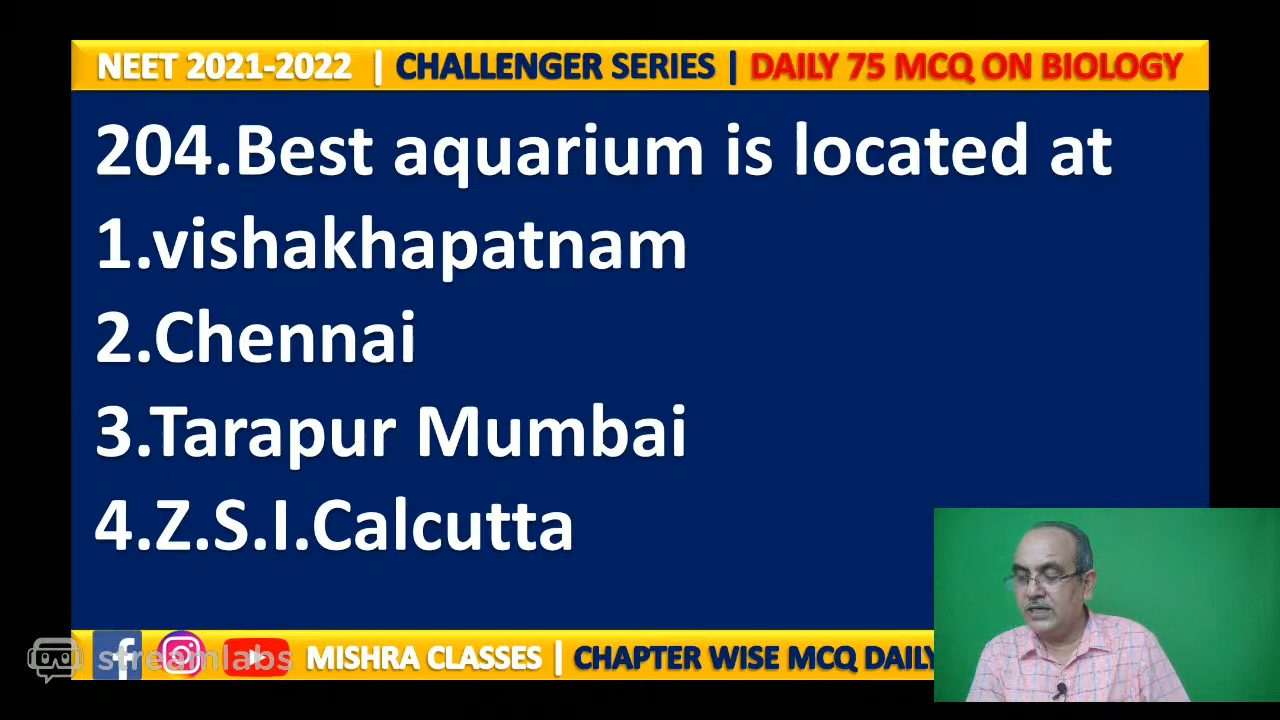 NEET 2021-2022 | CHALLENGER SERIES | DAILY 75 MCQ ON BIOLOGY
204.Best aquarium is located at
1.vishakhapatnam
2.Chennai
3.Tarapur Mumbai
4.Z.S.I.Calcutta
streamlabs MISHRA CLASSES | CHAPTER WISE MCQ DAILY